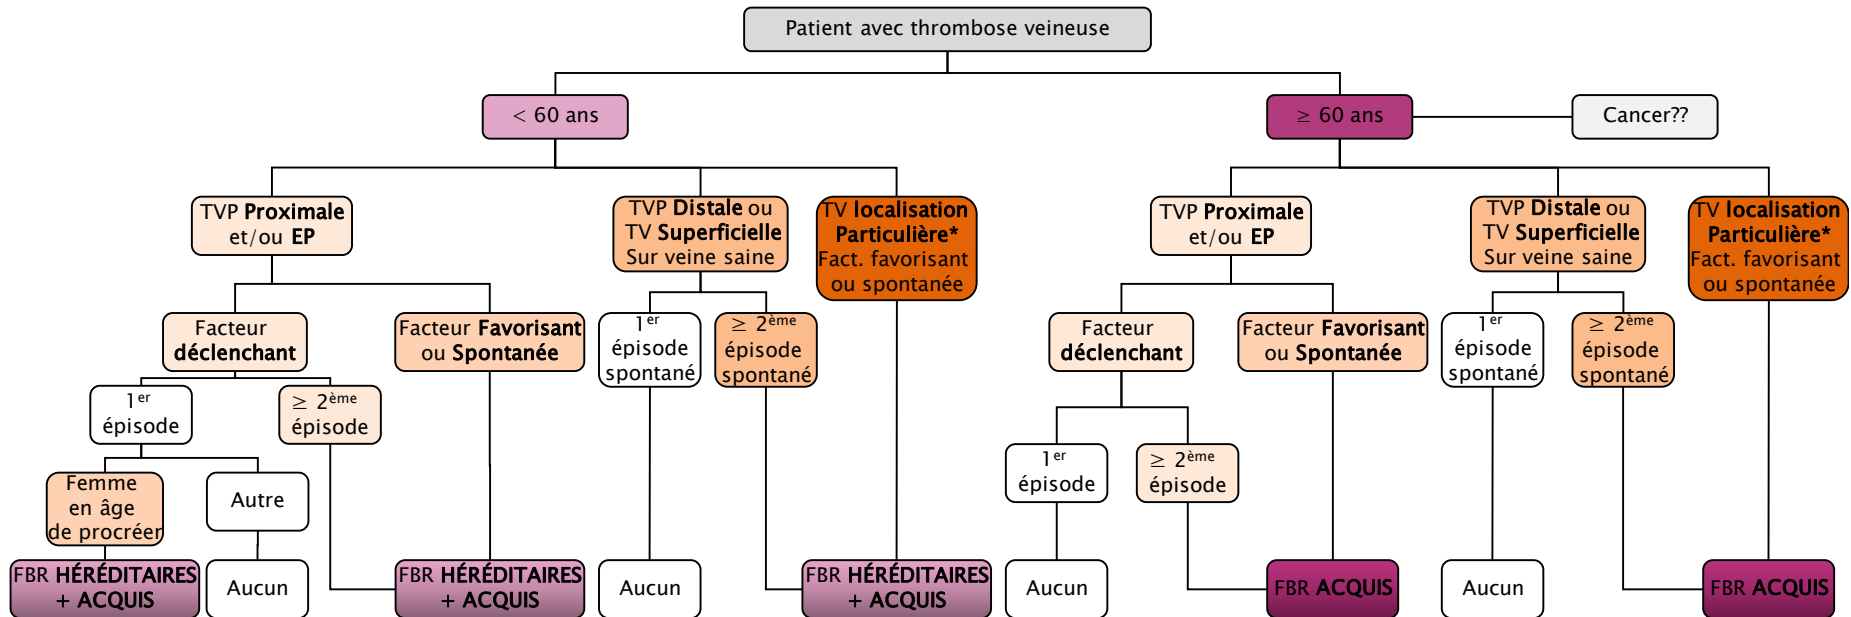 Patient avec thrombose veineuse
< 60 ans
≥ 60 ans
Cancer??
TVP Proximale
et/ou EP
TVP Distale ou
TV Superficielle
Sur veine saine
TV localisation
Particulière*
Fact. favorisant
ou spontanée
TVP Proximale
et/ou EP
TVP Distale ou
TV Superficielle
Sur veine saine
TV localisation
Particulière*
Fact. favorisant
ou spontanée
Facteur
déclenchant
Facteur Favorisant
ou Spontanée
1er
épisode
spontané
≥ 2ème
épisode
spontané
Facteur
déclenchant
Facteur Favorisant
ou Spontanée
1er
épisode
spontané
≥ 2ème
épisode
spontané
1er
épisode
≥ 2ème
épisode
1er
épisode
≥ 2ème
épisode
Femme
en âge
de procréer
Autre
FBR HÉRÉDITAIRES
+ ACQUIS
Aucun
FBR HÉRÉDITAIRES
+ ACQUIS
Aucun
FBR HÉRÉDITAIRES
+ ACQUIS
Aucun
FBR ACQUIS
Aucun
FBR ACQUIS